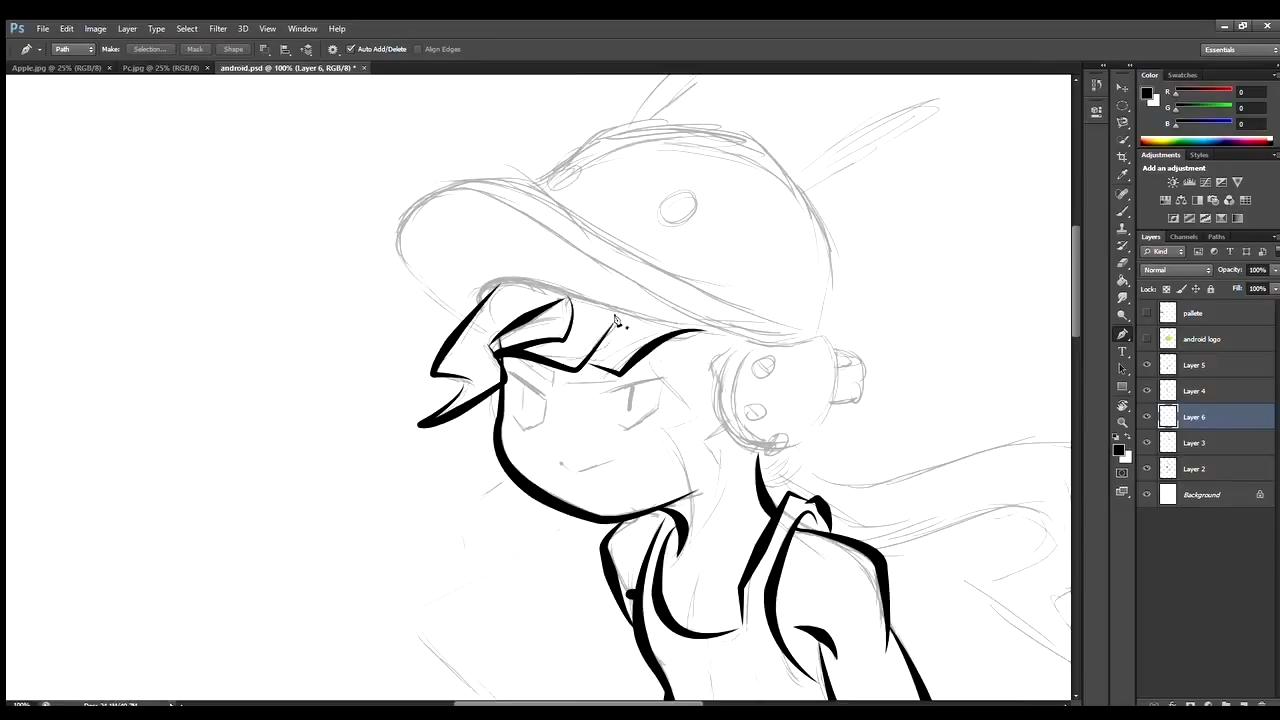 Ps File Edit Image Layer Type Select Filter 3D View Window Help
Path Make: Selection... Mask Shape Auto Add/Delete Align Edges Essentials
Apple.jpg @ 25% (RGB/8) × Pc.jpg @ 25% (RGB/8) × android.psd @ 100% (Layer 6, RGB/8) * ×
Color Swatches
R 0
G 0
B 0
Adjustments Styles
Add an adjustment
Layers Channels Paths
Kind
Normal Opacity: 100%
Lock: Fill: 100%
pallete
android logo
Layer 5
Layer 4
Layer 6
Layer 3
Layer 2
Background